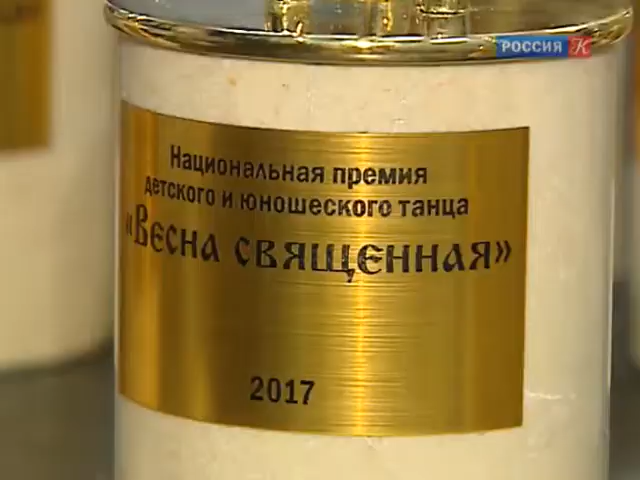 РОССИЯ К
Национальная премия
детского и юношеского танца
«Весна священная»
2017